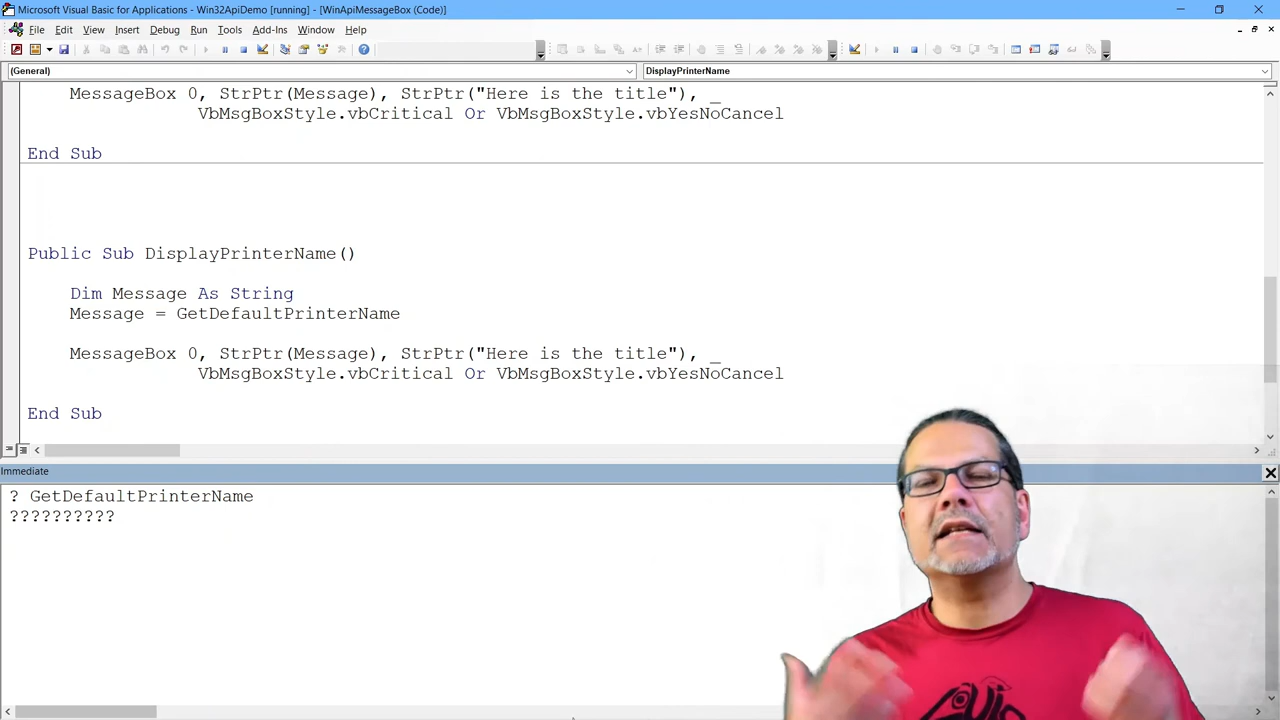 Microsoft Visual Basic for Applications - Win32ApiDemo [running] - [WinApiMessageBox (Code)]
File Edit View Insert Debug Run Tools Add-Ins Window Help
(General) DisplayPrinterName
MessageBox 0, StrPtr(Message), StrPtr("Here is the title"), _
VbMsgBoxStyle.vbCritical Or VbMsgBoxStyle.vbYesNoCancel
End Sub
Public Sub DisplayPrinterName()
Dim Message As String
Message = GetDefaultPrinterName
MessageBox 0, StrPtr(Message), StrPtr("Here is the title"), _
VbMsgBoxStyle.vbCritical Or VbMsgBoxStyle.vbYesNoCancel
End Sub
Immediate
? GetDefaultPrinterName
??????????